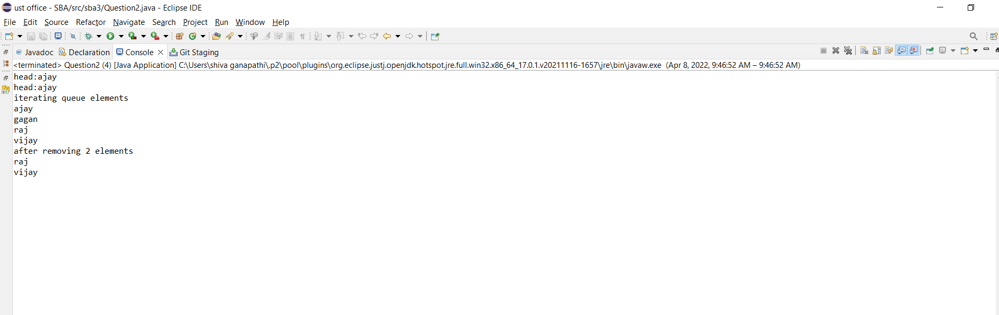 ust office - SBA/src/sba3/Question2.java - Eclipse IDE
File Edit Source Refactor Navigate Search Project Run Window Help
@ Javadoc Declaration Console Git Staging
<terminated> Question2 (4) [Java Application] C:\Users\shiva ganapathi\.p2\pool\plugins\org.eclipse.justj.openjdk.hotspot.jre.full.win32.x86_64_17.0.1.v20211116-1657\jre\bin\javaw.exe (Apr 8, 2022, 9:46:52 AM – 9:46:52 AM)
head:ajay
head:ajay
iterating queue elements
ajay
gagan
raj
vijay
after removing 2 elements
raj
vijay
GIT